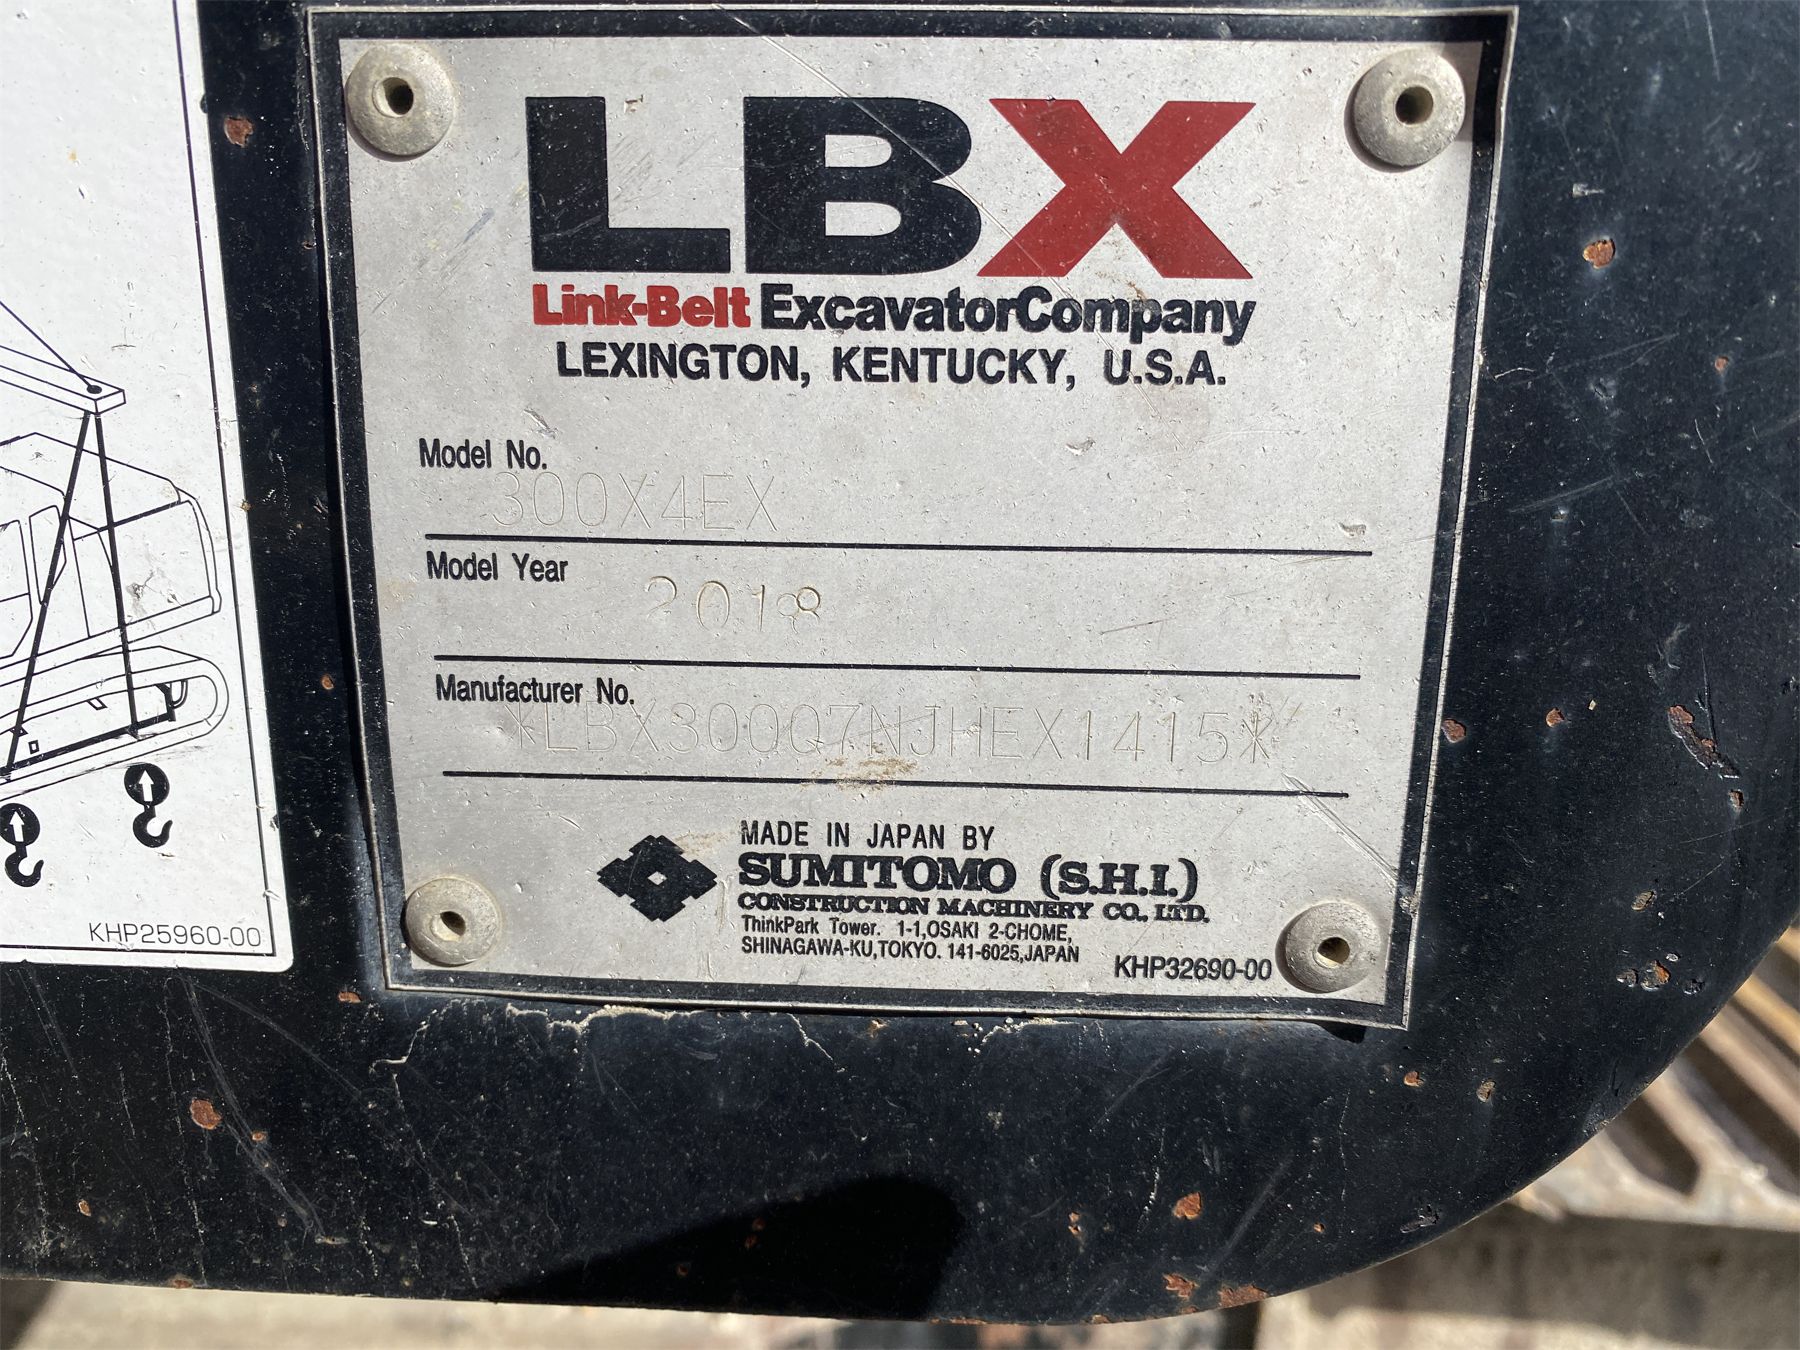 LBX
Link-Belt ExcavatorCompany
LEXINGTON, KENTUCKY, U.S.A.
Model No.
300X4EX
Model Year
2018
Manufacturer No.
*LBX300Q7NJHEX1415*
MADE IN JAPAN BY
SUMITOMO (S.H.I.)
CONSTRUCTION MACHINERY CO., LTD.
ThinkPark Tower. 1-1,OSAKI 2-CHOME,
SHINAGAWA-KU,TOKYO. 141-6025,JAPAN
KHP32690-00
KHP25960-00